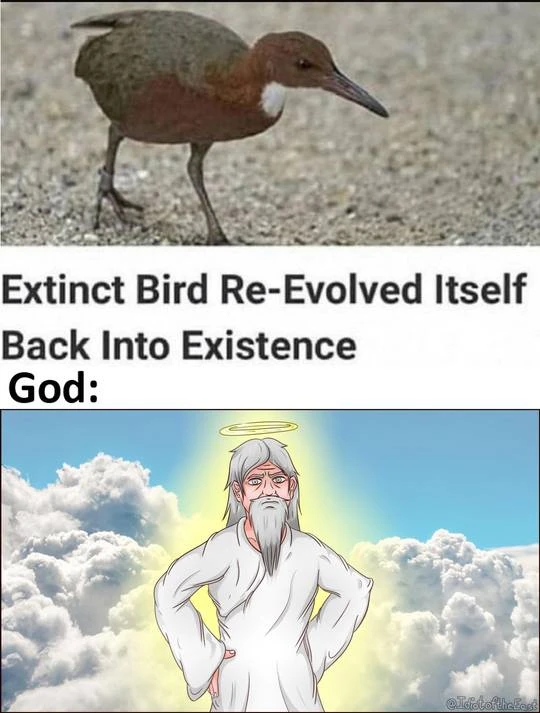 Extinct Bird Re-Evolved Itself
Back Into Existence
God:
@IdiotoftheEast